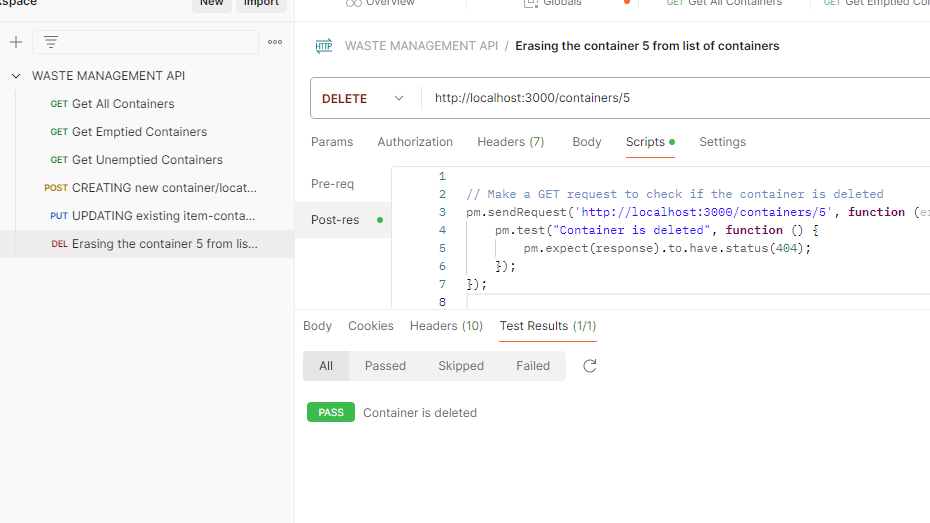 kspace
New
Import
Overview
Globals
GET Get All Containers
GET Get Emptied Con
HTTP WASTE MANAGEMENT API / Erasing the container 5 from list of containers
WASTE MANAGEMENT API
GET Get All Containers
GET Get Emptied Containers
GET Get Unemptied Containers
POST CREATING new container/locat...
PUT UPDATING existing item-conta...
DEL Erasing the container 5 from lis...
DELETE http://localhost:3000/containers/5
Params Authorization Headers (7) Body Scripts Settings
Pre-req
Post-res
1
2 // Make a GET request to check if the container is deleted
3 pm.sendRequest('http://localhost:3000/containers/5', function (er
4 pm.test("Container is deleted", function () {
5 pm.expect(response).to.have.status(404);
6 });
7 });
8
Body Cookies Headers (10) Test Results (1/1)
All Passed Skipped Failed
PASS Container is deleted